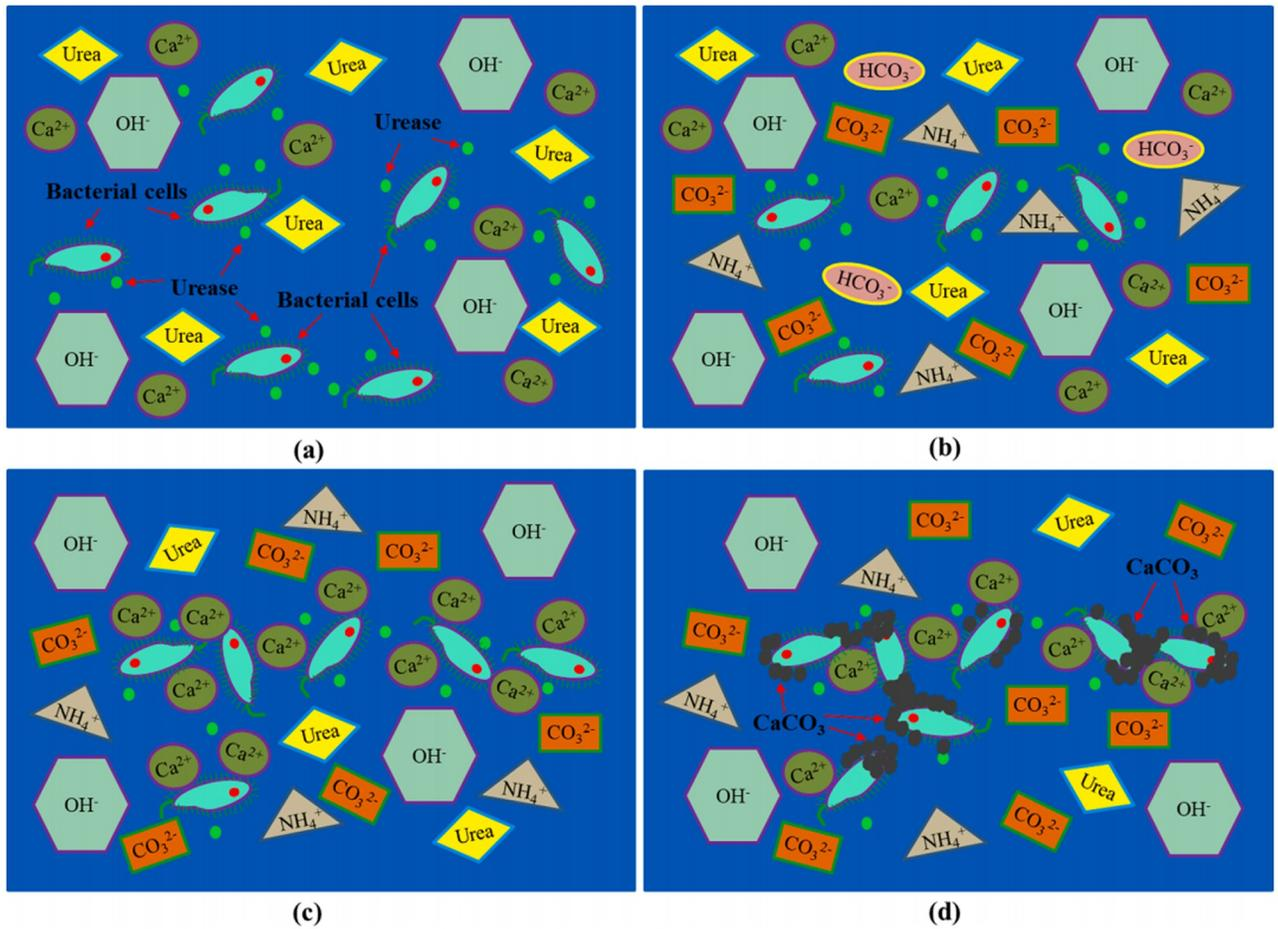 Urea
Ca²⁺
Urea
OH⁻
Ca²⁺
OH⁻
Ca²⁺
Ca²⁺
Urease
Urea
Bacterial cells
Urea
Ca²⁺
Urease
Bacterial cells
OH⁻
Urea
Urea
OH⁻
Ca²⁺
Ca²⁺
(a)
Urea
Ca²⁺
HCO₃⁻
Urea
OH⁻
Ca²⁺
Ca²⁺
OH⁻
CO₃²⁻
NH₄⁺
CO₃²⁻
HCO₃⁻
CO₃²⁻
Ca²⁺
NH₄⁺
NH₄⁺
NH₄⁺
HCO₃⁻
Urea
Ca²⁺
CO₃²⁻
CO₃²⁻
OH⁻
OH⁻
CO₃²⁻
Urea
NH₄⁺
Ca²⁺
(b)
NH₄⁺
OH⁻
Urea
CO₃²⁻
CO₃²⁻
OH⁻
Ca²⁺
Ca²⁺
Ca²⁺
Ca²⁺
Ca²⁺
CO₃²⁻
Ca²⁺
Ca²⁺
Ca²⁺
Ca²⁺
NH₄⁺
Urea
CO₃²⁻
Ca²⁺
Ca²⁺
OH⁻
OH⁻
CO₃²⁻
NH₄⁺
NH₄⁺
Urea
CO₃²⁻
(c)
CO₃²⁻
Urea
CO₃²⁻
OH⁻
NH₄⁺
CaCO₃
Ca²⁺
Ca²⁺
CO₃²⁻
Ca²⁺
Ca²⁺
Ca²⁺
Ca²⁺
NH₄⁺
CaCO₃
CO₃²⁻
CO₃²⁻
Ca²⁺
OH⁻
Urea
OH⁻
CO₃²⁻
NH₄⁺
CO₃²⁻
(d)